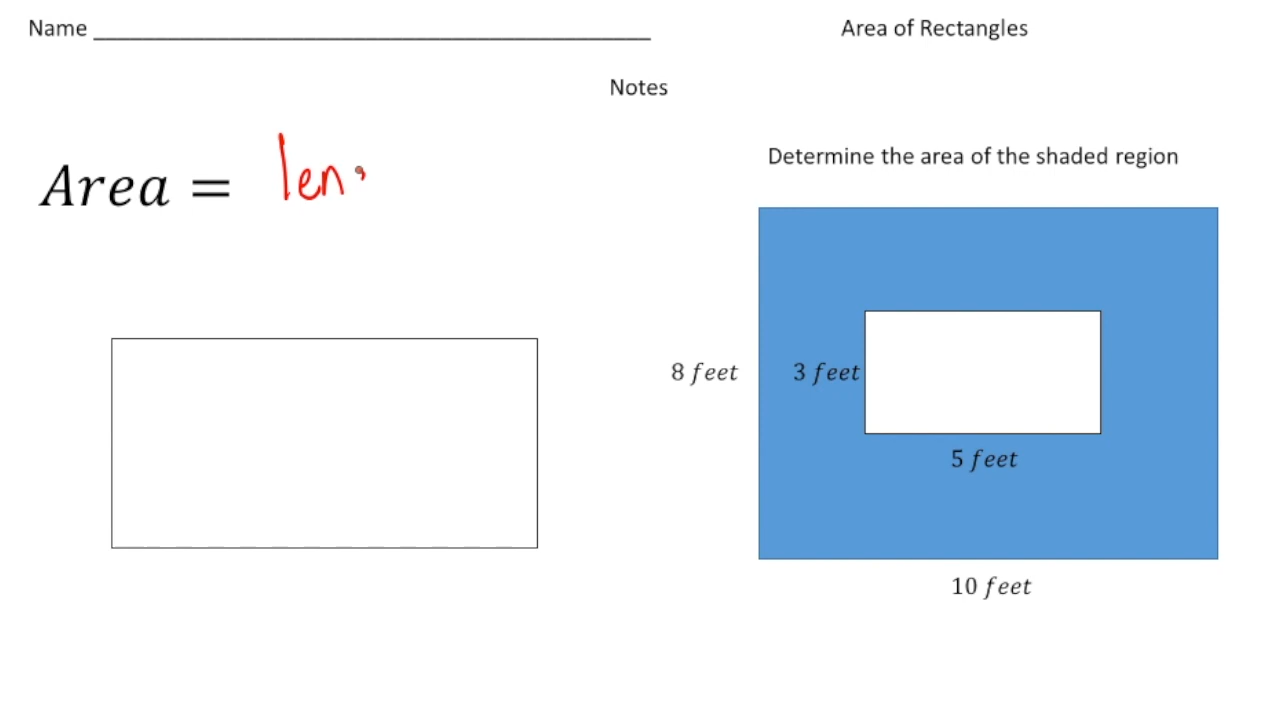 Name ____________________ Area of Rectangles
Notes
Area = len
Determine the area of the shaded region
8 feet
3 feet
5 feet
10 feet